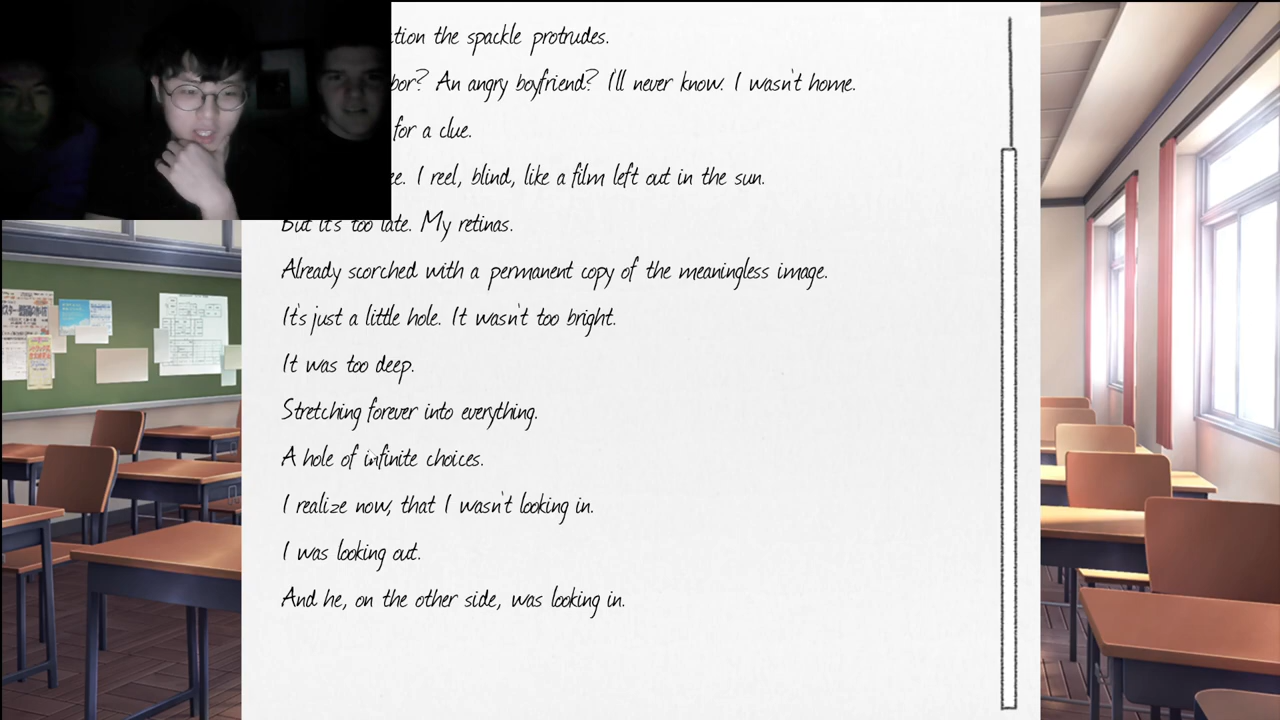 the spackle protrudes.
An angry boyfriend? I'll never know. I wasn't home.
for a clue.
I reel, blind, like a film left out in the sun.
But it's too late. My retinas.
Already scorched with a permanent copy of the meaningless image.
It's just a little hole. It wasn't too bright.
It was too deep.
Stretching forever into everything.
A hole of infinite choices.
I realize now, that I wasn't looking in.
I was looking out.
And he, on the other side, was looking in.